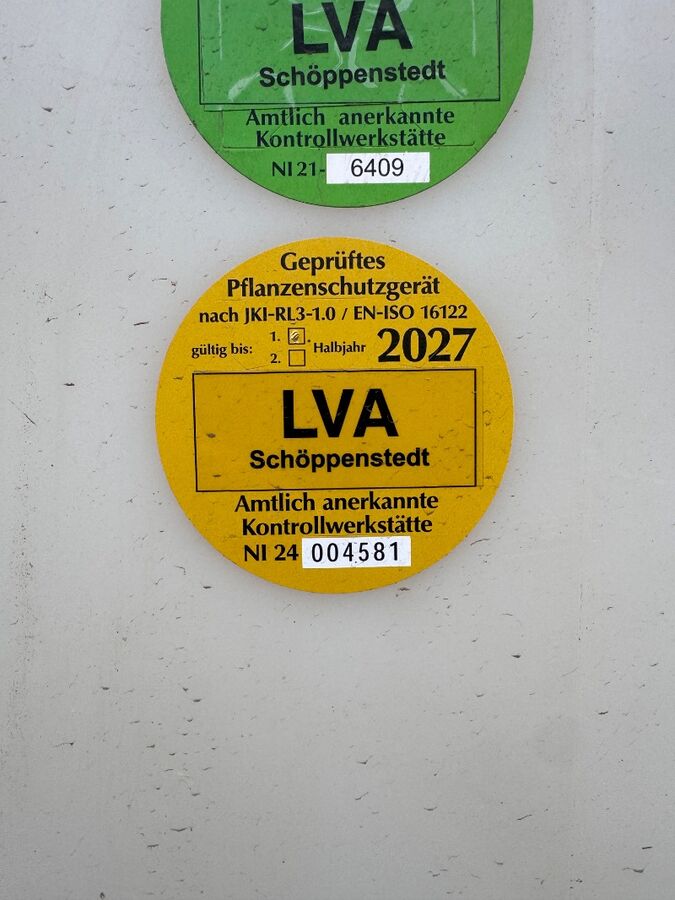 LVA
Schöppenstedt
Amtlich anerkannte
Kontrollwerkstätte
NI 21- 6409
Geprüftes
Pflanzenschutzgerät
nach JKI-RL3-1.0 / EN-ISO 16122
gültig bis: 1. 2. Halbjahr 2027
LVA
Schöppenstedt
Amtlich anerkannte
Kontrollwerkstätte
NI 24 004581